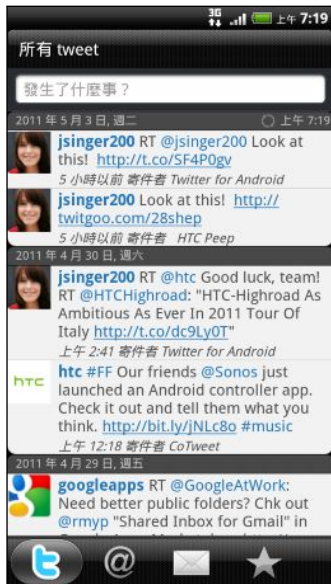 3G 上午 7:19
所有 tweet
發生了什麼事？
2011 年 5 月 3 日, 週二 上午 7:19
jsinger200 RT @jsinger200 Look at
this! http://t.co/SF4P0gv
5 小時以前 寄件者 Twitter for Android
jsinger200 Look at this! http://
twitgoo.com/28shep
5 小時以前 寄件者 HTC Peep
2011 年 4 月 30 日, 週六
jsinger200 RT @htc Good luck, team!
RT @HTCHighroad: "HTC-Highroad As
Ambitious As Ever In 2011 Tour Of
Italy http://t.co/dc9Ly0T"
上午 2:41 寄件者 Twitter for Android
hTC
htc #FF Our friends @Sonos just
launched an Android controller app.
Check it out and tell them what you
think. http://bit.ly/jNLc8o #music
上午 12:18 寄件者 CoTweet
2011 年 4 月 29 日, 週五
googleapps RT @GoogleAtWork:
Need better public folders? Chk out
@rmyp "Shared Inbox for Gmail" in